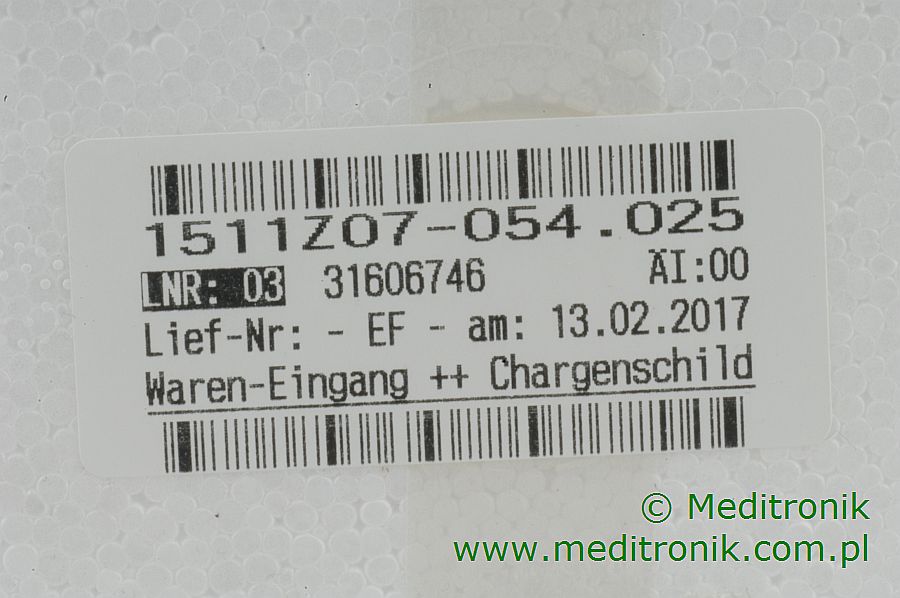 1511Z07-054.025
LNR: 03 31606746 ÄI:00
Lief-Nr: - EF - am: 13.02.2017
Waren-Eingang ++ Chargenschild
© Meditronik
www.meditronik.com.pl